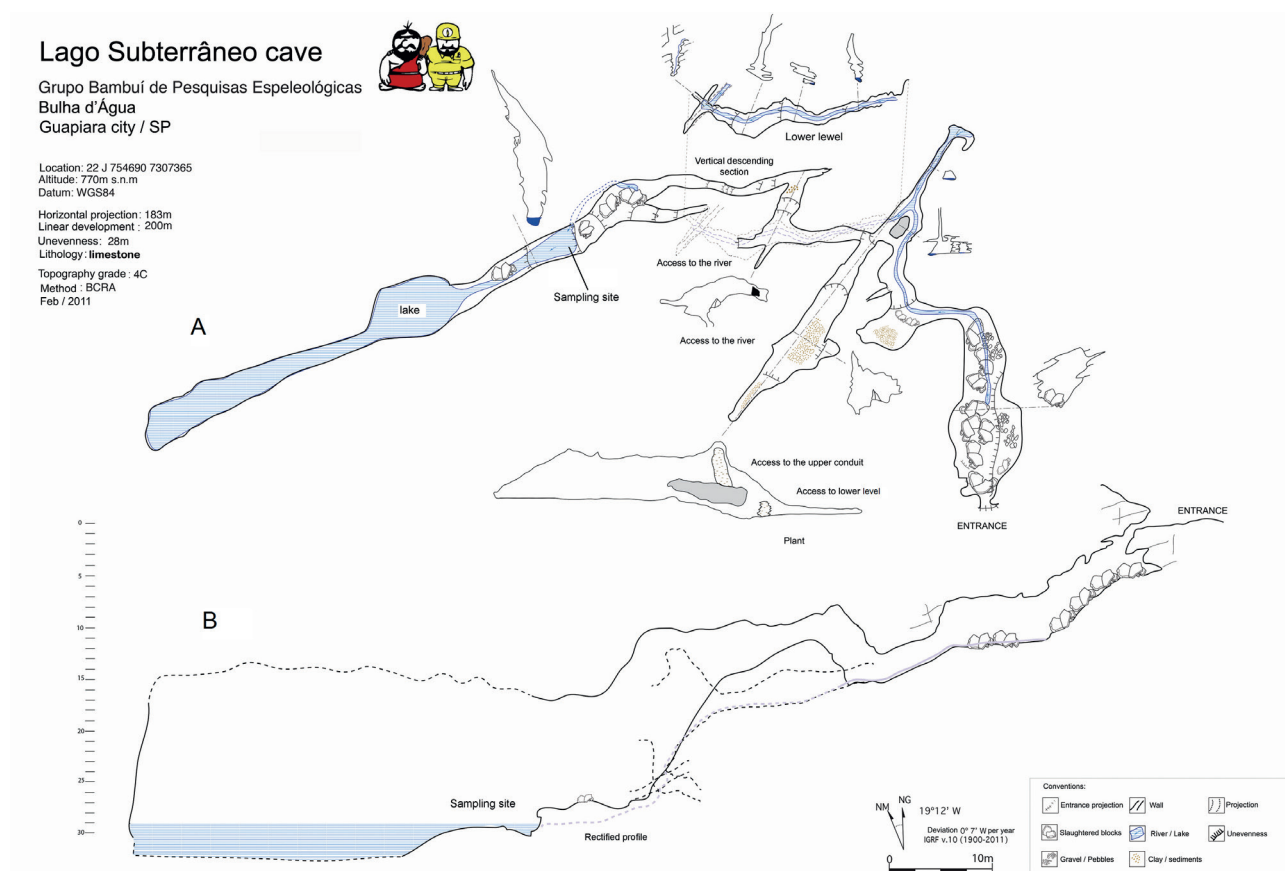 Lago Subterrâneo cave
Grupo Bambuí de Pesquisas Espeleológicas
Bulha d'Água
Guapiara city / SP
Location: 22 J 754690 7307365
Altitude: 770m s.n.m
Datum: WGS84
Horizontal projection: 183m
Linear development : 200m
Unevenness: 28m
Lithology: limestone
Topography grade : 4C
Method : BCRA
Feb / 2011
A
Lower lewel
Vertical descending
section
Access to the river
Sampling site
lake
Access to the river
Access to the upper conduit
Access to lower level
Plant
ENTRANCE
ENTRANCE
B
0
5
10
15
20
25
30
Sampling site
Rectified profile
NM
NG
19°12' W
Deviation 0° 7' W per year
IGRF v.10 (1900-2011)
0
10m
Conventions:
Entrance projection
Wall
Projection
Slaughtered blocks
River / Lake
Unevenness
Gravel / Pebbles
Clay / sediments